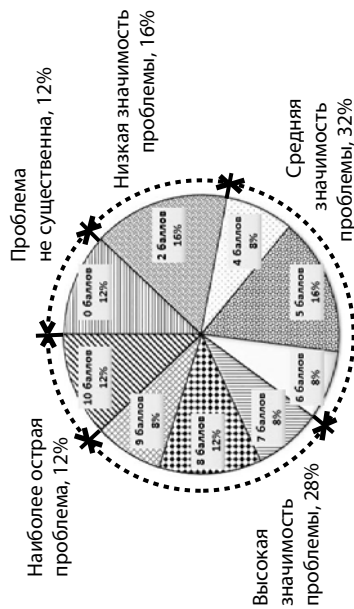 Проблема
не существенна, 12%
Низкая значимость
проблемы, 16%
Средняя
значимость
проблемы, 32%
Высокая
значимость
проблемы, 28%
Наиболее острая
проблема, 12%
0 баллов
12%
2 баллов
16%
4 баллов
8%
5 баллов
16%
6 баллов
8%
7 баллов
8%
8 баллов
12%
9 баллов
8%
10 баллов
12%